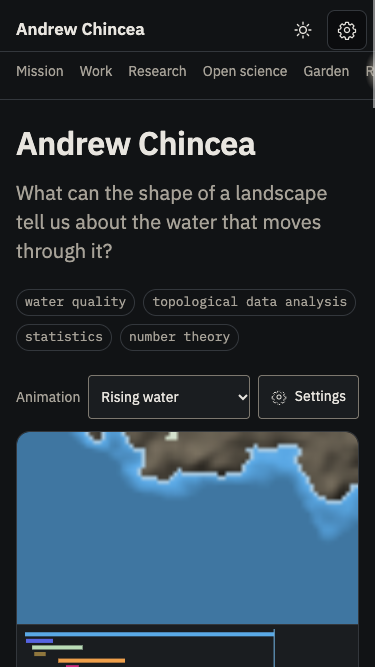 Andrew Chincea
Mission Work Research Open science Garden
Andrew Chincea
What can the shape of a landscape
tell us about the water that moves
through it?
water quality topological data analysis
statistics number theory
Animation Rising water Settings